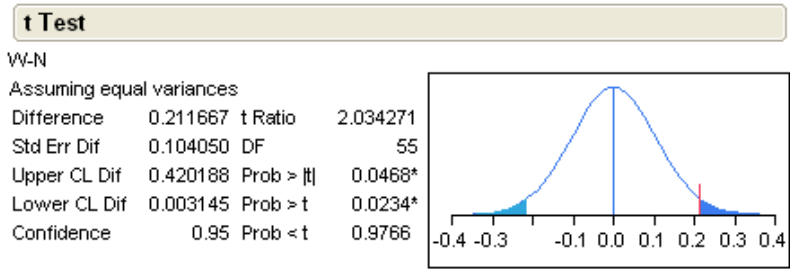 t Test
W-N
Assuming equal variances
Difference 0.211667 t Ratio 2.034271
Std Err Dif 0.104050 DF 55
Upper CL Dif 0.420188 Prob > |t| 0.0468*
Lower CL Dif 0.003145 Prob > t 0.0234*
Confidence 0.95 Prob < t 0.9766
-0.4 -0.3 -0.1 0.0 0.1 0.2 0.3 0.4